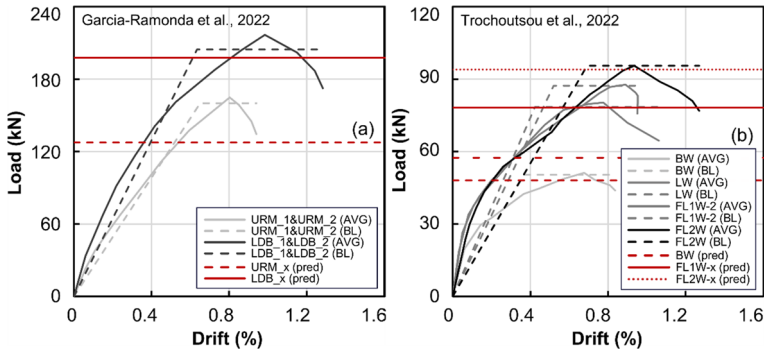 Garcia-Ramonda et al., 2022
240
180
120
60
0
Load (kN)
0
0.4
0.8
1.2
1.6
Drift (%)
(a)
URM_1&URM_2 (AVG)
URM_1&URM_2 (BL)
LDB_1&LDB_2 (AVG)
LDB_1&LDB_2 (BL)
URM_x (pred)
LDB_x (pred)
Trochoutsou et al., 2022
120
90
60
30
0
Load (kN)
0
0.4
0.8
1.2
1.6
Drift (%)
(b)
BW (AVG)
BW (BL)
LW (AVG)
LW (BL)
FL1W-2 (AVG)
FL1W-2 (BL)
FL2W (AVG)
FL2W (BL)
BW (pred)
FL1W-x (pred)
FL2W-x (pred)